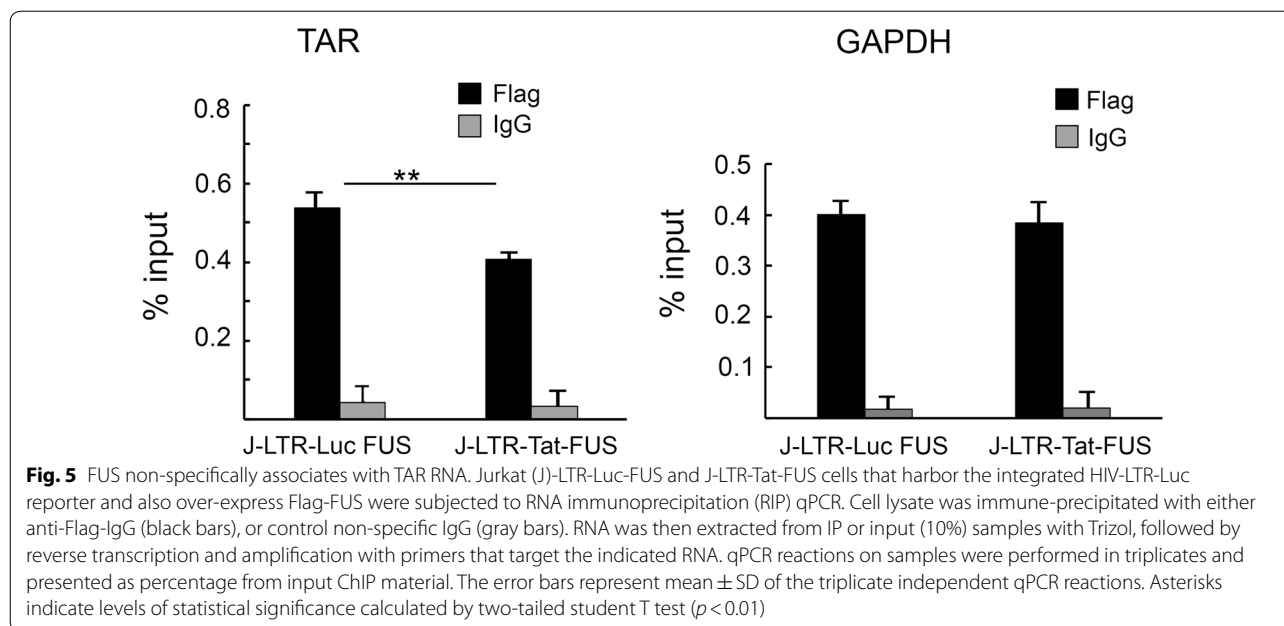 TAR
GAPDH
Flag
IgG
Flag
IgG
% input
0.8
0.6
0.4
0.2
**
J-LTR-Luc FUS
J-LTR-Tat-FUS
% input
0.5
0.4
0.3
0.2
0.1
J-LTR-Luc FUS
J-LTR-Tat-FUS
Fig. 5 FUS non-specifically associates with TAR RNA. Jurkat (J)-LTR-Luc-FUS and J-LTR-Tat-FUS cells that harbor the integrated HIV-LTR-Luc
reporter and also over-express Flag-FUS were subjected to RNA immunoprecipitation (RIP) qPCR. Cell lysate was immune-precipitated with either
anti-Flag-IgG (black bars), or control non-specific IgG (gray bars). RNA was then extracted from IP or input (10%) samples with Trizol, followed by
reverse transcription and amplification with primers that target the indicated RNA. qPCR reactions on samples were performed in triplicates and
presented as percentage from input ChIP material. The error bars represent mean ± SD of the triplicate independent qPCR reactions. Asterisks
indicate levels of statistical significance calculated by two-tailed student T test (p < 0.01)